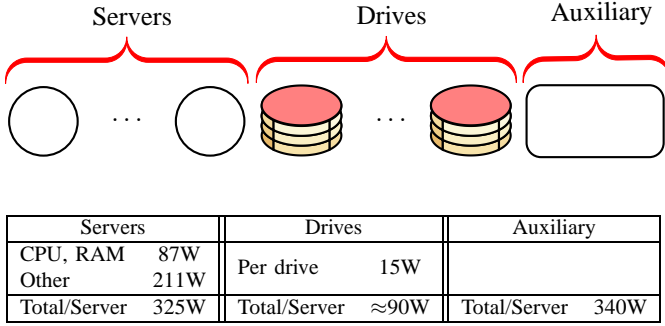 Servers Drives Auxiliary
... ...
Servers Drives Auxiliary
CPU, RAM 87W
Per drive 15W
Other 211W
Total/Server 325W Total/Server ≈90W Total/Server 340W